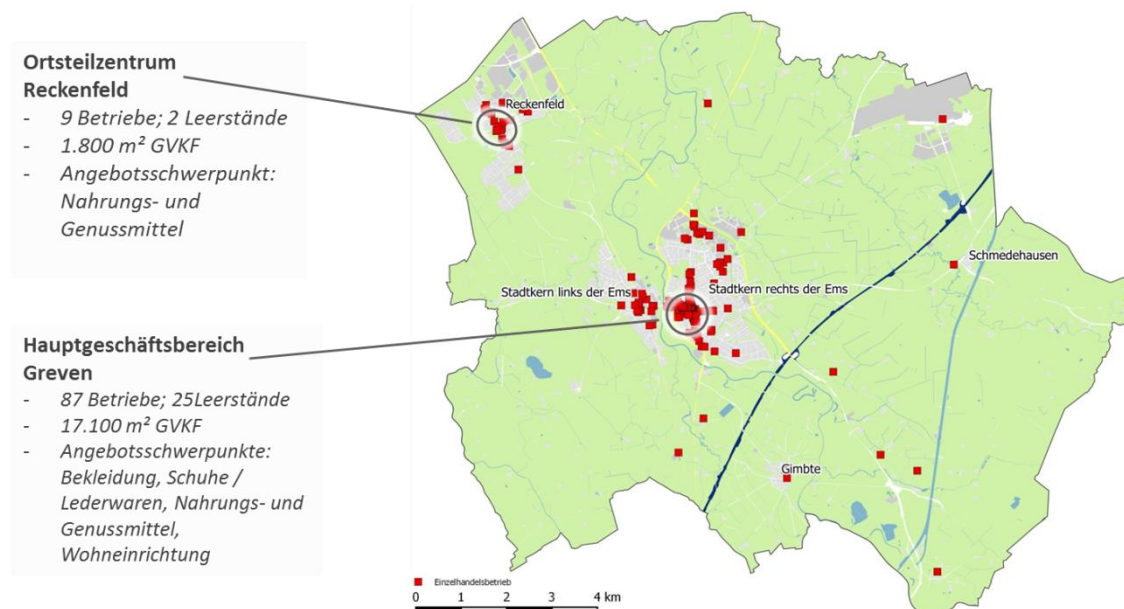 Ortsteilzentrum
Reckenfeld
- 9 Betriebe; 2 Leerstände
- 1.800 m² GVKF
- Angebotsschwerpunkt:
Nahrungs- und
Genussmittel
Hauptgeschäftsbereich
Greven
- 87 Betriebe; 25Leerstände
- 17.100 m² GVKF
- Angebotsschwerpunkte:
Bekleidung, Schuhe /
Lederwaren, Nahrungs- und
Genussmittel,
Wohneinrichtung
Reckenfeld
Schmedehausen
Stadtkern links der Ems
Stadtkern rechts der Ems
Gimbte
Einzelhandelsbetrieb
0 1 2 3 4 km